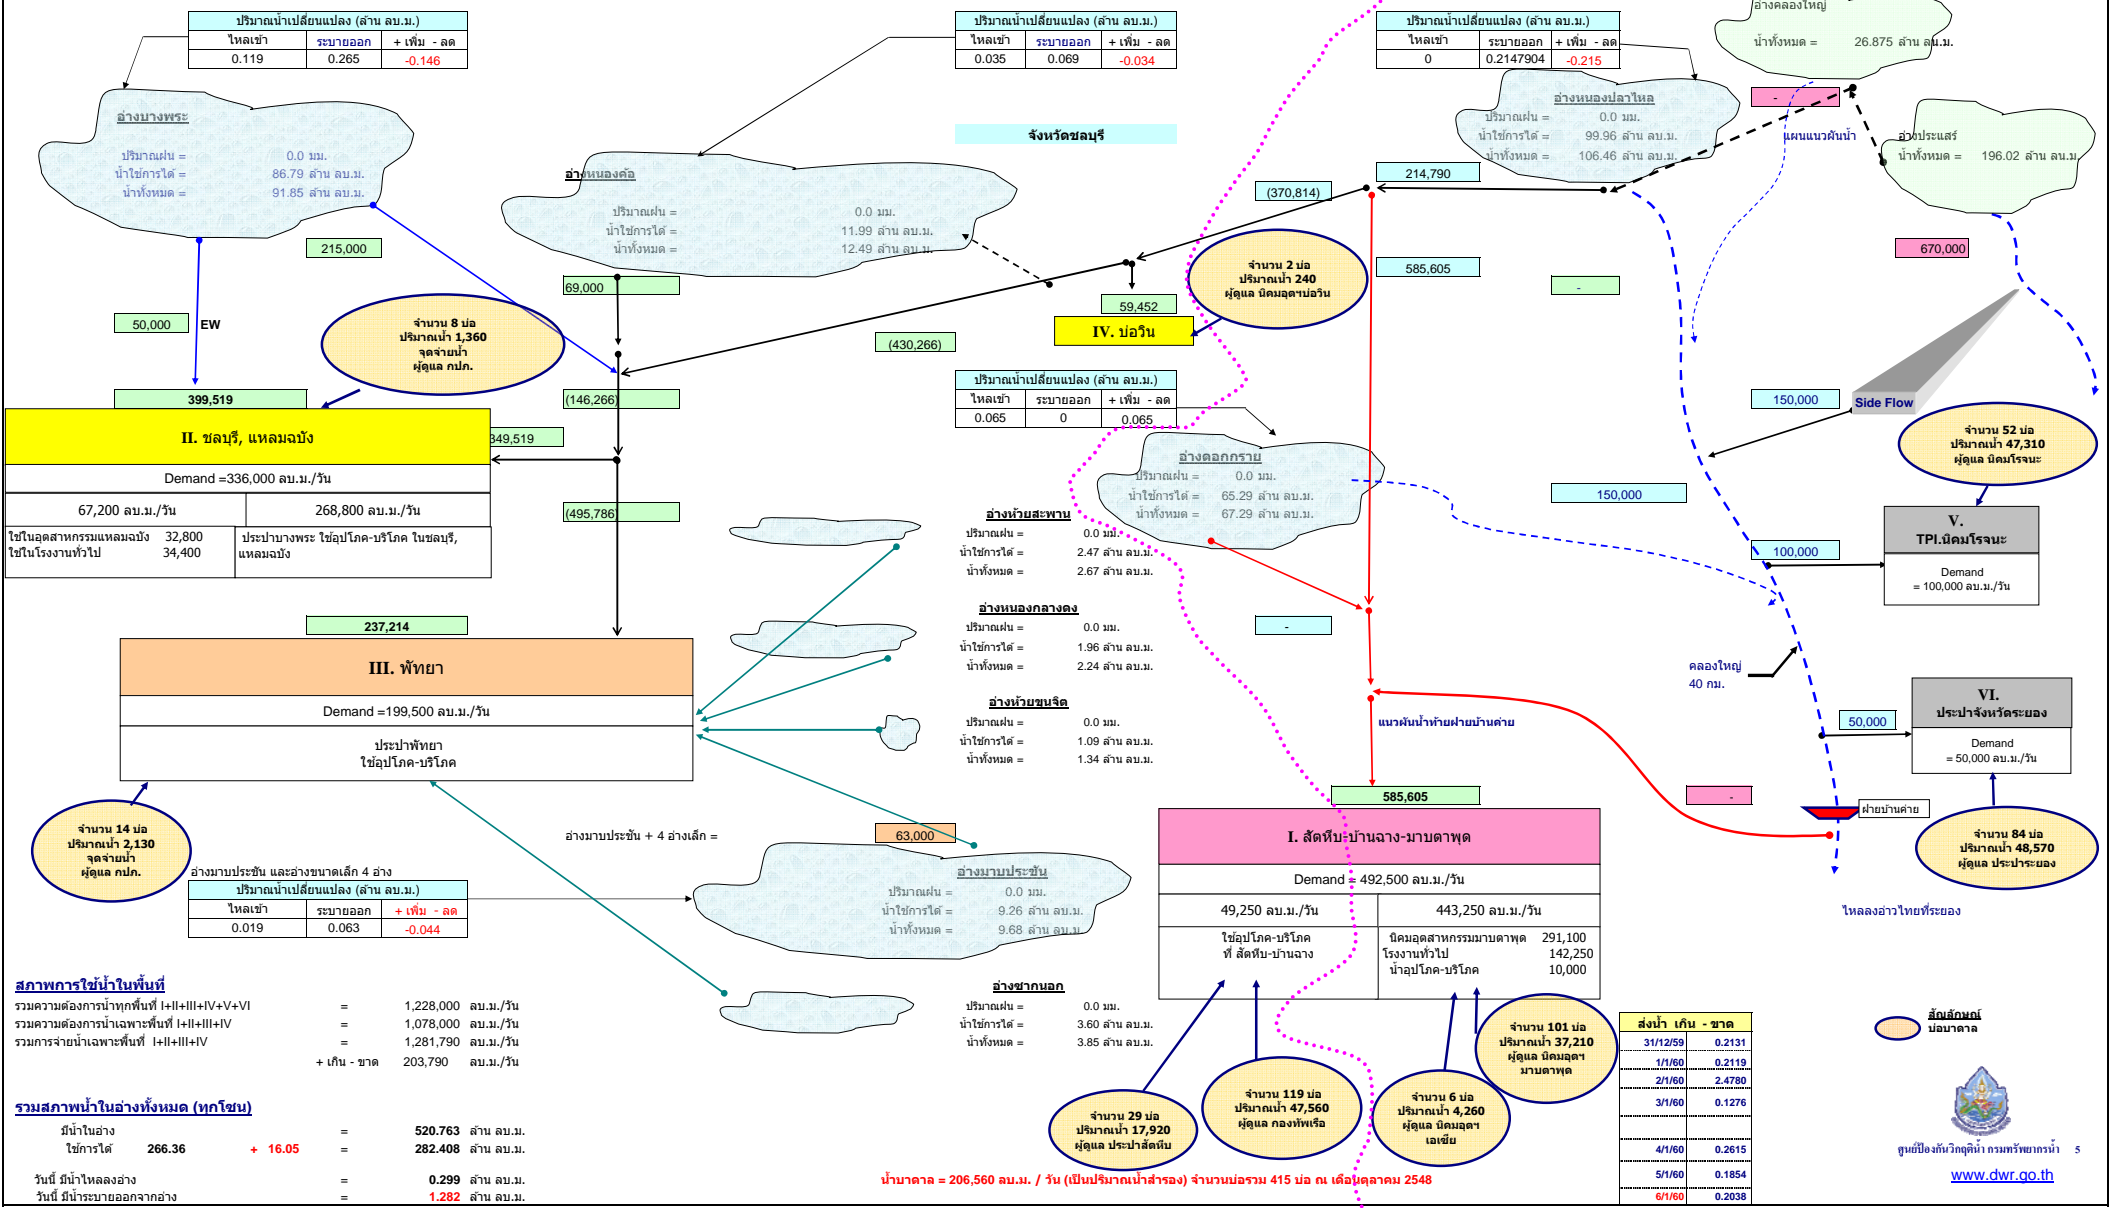 ปริมาณน้ำเปลี่ยนแปลง (ล้าน ลบ.ม.)
ไหลเข้า ระบายออก + เพิ่ม - ลด
0.119 0.265 -0.146
ปริมาณน้ำเปลี่ยนแปลง (ล้าน ลบ.ม.)
ไหลเข้า ระบายออก + เพิ่ม - ลด
0.035 0.069 -0.034
ปริมาณน้ำเปลี่ยนแปลง (ล้าน ลบ.ม.)
ไหลเข้า ระบายออก + เพิ่ม - ลด
0 0.2147904 -0.215
อ่างคลองใหญ่
น้ำทั้งหมด = 26.875 ล้าน ลบ.ม.
อ่างบางพระ
ปริมาณฝน = 0.0 มม.
น้ำใช้การได้ = 86.79 ล้าน ลบ.ม.
น้ำทั้งหมด = 91.85 ล้าน ลบ.ม.
จังหวัดชลบุรี
อ่างหนองค้อ
ปริมาณฝน = 0.0 มม.
น้ำใช้การได้ = 11.99 ล้าน ลบ.ม.
น้ำทั้งหมด = 12.49 ล้าน ลบ.ม.
อ่างหนองปลาไหล
ปริมาณฝน = 0.0 มม.
น้ำใช้การได้ = 99.96 ล้าน ลบ.ม.
น้ำทั้งหมด = 106.46 ล้าน ลบ.ม.
-
แผนแนวผันน้ำ
อ่างประแสร์
น้ำทั้งหมด = 196.02 ล้าน ลบ.ม.
214,790
(370,814)
215,000
670,000
585,605
-
69,000
50,000 EW
จำนวน 8 บ่อ
ปริมาณน้ำ 1,360
จุดจ่ายน้ำ
ผู้ดูแล กปภ.
จำนวน 2 บ่อ
ปริมาณน้ำ 240
ผู้ดูแล นิคมอุตฯบ่อวิน
59,452
IV. บ่อวิน
(430,266)
399,519
(146,266)
II. ชลบุรี, แหลมฉบัง
349,519
Demand =336,000 ลบ.ม./วัน
67,200 ลบ.ม./วัน 268,800 ลบ.ม./วัน
ใช้ในอุตสาหกรรมแหลมฉบัง 32,800
ใช้ในโรงงานทั่วไป 34,400
ประปาบางพระ ใช้อุปโภค-บริโภค ในชลบุรี,
แหลมฉบัง
(495,786)
ปริมาณน้ำเปลี่ยนแปลง (ล้าน ลบ.ม.)
ไหลเข้า ระบายออก + เพิ่ม - ลด
0.065 0 0.065
อ่างดอกกราย
ปริมาณฝน = 0.0 มม.
น้ำใช้การได้ = 65.29 ล้าน ลบ.ม.
น้ำทั้งหมด = 67.29 ล้าน ลบ.ม.
150,000
Side Flow
จำนวน 52 บ่อ
ปริมาณน้ำ 47,310
ผู้ดูแล นิคมโรจนะ
150,000
100,000
V.
TPI.นิคมโรจนะ
Demand
= 100,000 ลบ.ม./วัน
อ่างห้วยสะพาน
ปริมาณฝน = 0.0 มม.
น้ำใช้การได้ = 2.47 ล้าน ลบ.ม.
น้ำทั้งหมด = 2.67 ล้าน ลบ.ม.
อ่างหนองกลางดง
ปริมาณฝน = 0.0 มม.
น้ำใช้การได้ = 1.96 ล้าน ลบ.ม.
น้ำทั้งหมด = 2.24 ล้าน ลบ.ม.
อ่างห้วยขุนจิต
ปริมาณฝน = 0.0 มม.
น้ำใช้การได้ = 1.09 ล้าน ลบ.ม.
น้ำทั้งหมด = 1.34 ล้าน ลบ.ม.
-
237,214
III. พัทยา
Demand =199,500 ลบ.ม./วัน
ประปาพัทยา
ใช้อุปโภค-บริโภค
คลองใหญ่
40 กม.
แนวผันน้ำท้ายฝายบ้านค่าย
50,000
VI.
ประปาจังหวัดระยอง
Demand
= 50,000 ลบ.ม./วัน
-
ฝายบ้านค่าย
จำนวน 84 บ่อ
ปริมาณน้ำ 48,570
ผู้ดูแล ประปาระยอง
ไหลลงอ่าวไทยที่ระยอง
จำนวน 14 บ่อ
ปริมาณน้ำ 2,130
จุดจ่ายน้ำ
ผู้ดูแล กปภ.
อ่างมาบประชัน + 4 อ่างเล็ก = 63,000
อ่างมาบประชัน และอ่างขนาดเล็ก 4 อ่าง
ปริมาณน้ำเปลี่ยนแปลง (ล้าน ลบ.ม.)
ไหลเข้า ระบายออก + เพิ่ม - ลด
0.019 0.063 -0.044
อ่างมาบประชัน
ปริมาณฝน = 0.0 มม.
น้ำใช้การได้ = 9.26 ล้าน ลบ.ม.
น้ำทั้งหมด = 9.68 ล้าน ลบ.ม.
585,605
I. สัตหีบ-บ้านฉาง-มาบตาพุด
Demand = 492,500 ลบ.ม./วัน
49,250 ลบ.ม./วัน 443,250 ลบ.ม./วัน
ใช้อุปโภค-บริโภค
ที่ สัตหีบ-บ้านฉาง
นิคมอุตสาหกรรมมาบตาพุด 291,100
โรงงานทั่วไป 142,250
น้ำอุปโภค-บริโภค 10,000
อ่างซากนอก
ปริมาณฝน = 0.0 มม.
น้ำใช้การได้ = 3.60 ล้าน ลบ.ม.
น้ำทั้งหมด = 3.85 ล้าน ลบ.ม.
สภาพการใช้น้ำในพื้นที่
รวมความต้องการน้ำทุกพื้นที่ I+II+III+IV+V+VI = 1,228,000 ลบ.ม./วัน
รวมความต้องการน้ำเฉพาะพื้นที่ I+II+III+IV = 1,078,000 ลบ.ม./วัน
รวมการจ่ายน้ำเฉพาะพื้นที่ I+II+III+IV = 1,281,790 ลบ.ม./วัน
+ เกิน - ขาด 203,790 ลบ.ม./วัน
รวมสภาพน้ำในอ่างทั้งหมด (ทุกโซน)
มีน้ำในอ่าง = 520.763 ล้าน ลบ.ม.
ใช้การได้ 266.36 + 16.05 = 282.408 ล้าน ลบ.ม.
วันนี้ มีน้ำไหลลงอ่าง = 0.299 ล้าน ลบ.ม.
วันนี้ มีน้ำระบายออกจากอ่าง = 1.282 ล้าน ลบ.ม.
จำนวน 29 บ่อ
ปริมาณน้ำ 17,920
ผู้ดูแล ประปาสัตหีบ
จำนวน 119 บ่อ
ปริมาณน้ำ 47,560
ผู้ดูแล กองทัพเรือ
จำนวน 6 บ่อ
ปริมาณน้ำ 4,260
ผู้ดูแล นิคมอุตฯ
เอเซีย
จำนวน 101 บ่อ
ปริมาณน้ำ 37,210
ผู้ดูแล นิคมอุตฯ
มาบตาพุด
น้ำบาดาล = 206,560 ลบ.ม. / วัน (เป็นปริมาณน้ำสำรอง) จำนวนบ่อรวม 415 บ่อ ณ เดือนตุลาคม 2548
ส่งน้ำ เกิน - ขาด
31/12/59 0.2131
1/1/60 0.2119
2/1/60 2.4780
3/1/60 0.1276
4/1/60 0.2615
5/1/60 0.1854
6/1/60 0.2038
สัญลักษณ์
บ่อบาดาล
ศูนย์ป้องกันวิกฤติน้ำ กรมทรัพยากรน้ำ 5
www.dwr.go.th